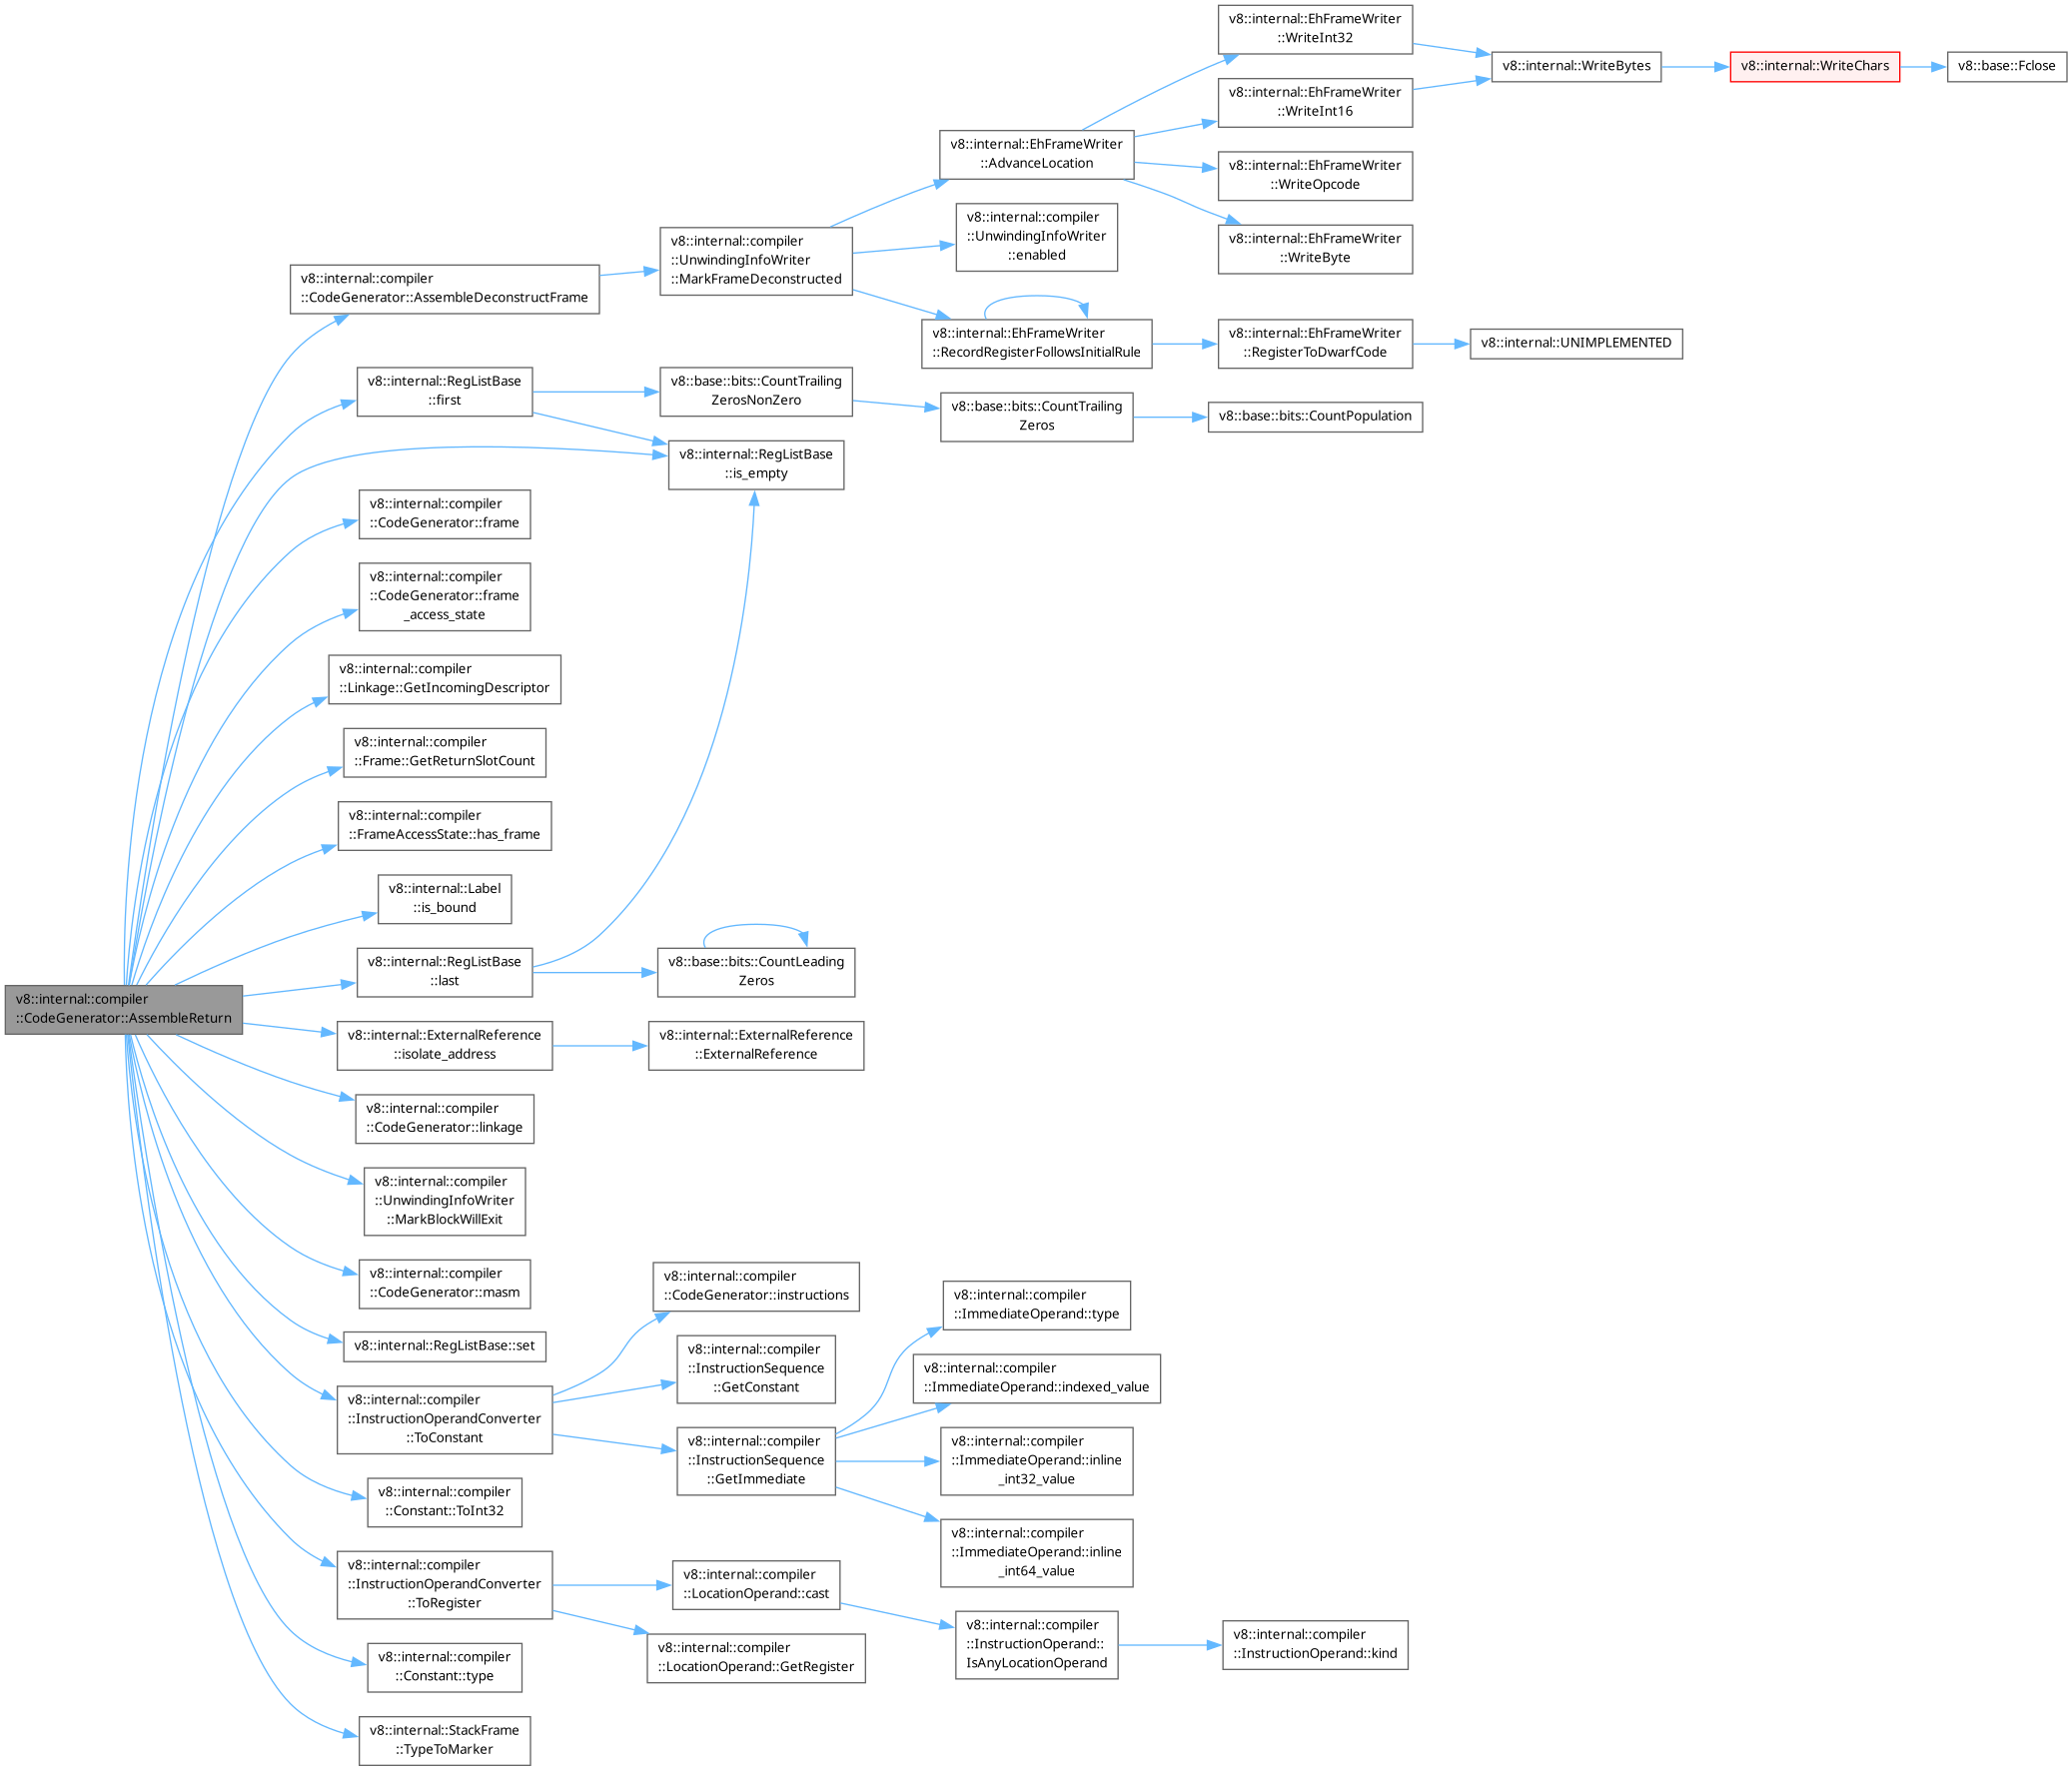 v8::internal::compiler
::CodeGenerator::AssembleReturn
v8::internal::compiler
::CodeGenerator::AssembleDeconstructFrame
v8::internal::compiler
::UnwindingInfoWriter
::MarkFrameDeconstructed
v8::internal::EhFrameWriter
::AdvanceLocation
v8::internal::EhFrameWriter
::WriteInt32
v8::internal::WriteBytes
v8::internal::WriteChars
v8::base::Fclose
v8::internal::EhFrameWriter
::WriteInt16
v8::internal::EhFrameWriter
::WriteOpcode
v8::internal::EhFrameWriter
::WriteByte
v8::internal::compiler
::UnwindingInfoWriter
::enabled
v8::internal::EhFrameWriter
::RecordRegisterFollowsInitialRule
v8::internal::EhFrameWriter
::RegisterToDwarfCode
v8::internal::UNIMPLEMENTED
v8::internal::RegListBase
::first
v8::base::bits::CountTrailing
ZerosNonZero
v8::base::bits::CountTrailing
Zeros
v8::base::bits::CountPopulation
v8::internal::RegListBase
::is_empty
v8::internal::compiler
::CodeGenerator::frame
v8::internal::compiler
::CodeGenerator::frame
_access_state
v8::internal::compiler
::Linkage::GetIncomingDescriptor
v8::internal::compiler
::Frame::GetReturnSlotCount
v8::internal::compiler
::FrameAccessState::has_frame
v8::internal::Label
::is_bound
v8::internal::RegListBase
::last
v8::base::bits::CountLeading
Zeros
v8::internal::ExternalReference
::isolate_address
v8::internal::ExternalReference
::ExternalReference
v8::internal::compiler
::CodeGenerator::linkage
v8::internal::compiler
::UnwindingInfoWriter
::MarkBlockWillExit
v8::internal::compiler
::CodeGenerator::masm
v8::internal::RegListBase::set
v8::internal::compiler
::InstructionOperandConverter
::ToConstant
v8::internal::compiler
::CodeGenerator::instructions
v8::internal::compiler
::InstructionSequence
::GetConstant
v8::internal::compiler
::InstructionSequence
::GetImmediate
v8::internal::compiler
::ImmediateOperand::type
v8::internal::compiler
::ImmediateOperand::indexed_value
v8::internal::compiler
::ImmediateOperand::inline
_int32_value
v8::internal::compiler
::ImmediateOperand::inline
_int64_value
v8::internal::compiler
::Constant::ToInt32
v8::internal::compiler
::InstructionOperandConverter
::ToRegister
v8::internal::compiler
::LocationOperand::cast
v8::internal::compiler
::InstructionOperand::
IsAnyLocationOperand
v8::internal::compiler
::InstructionOperand::kind
v8::internal::compiler
::LocationOperand::GetRegister
v8::internal::compiler
::Constant::type
v8::internal::StackFrame
::TypeToMarker